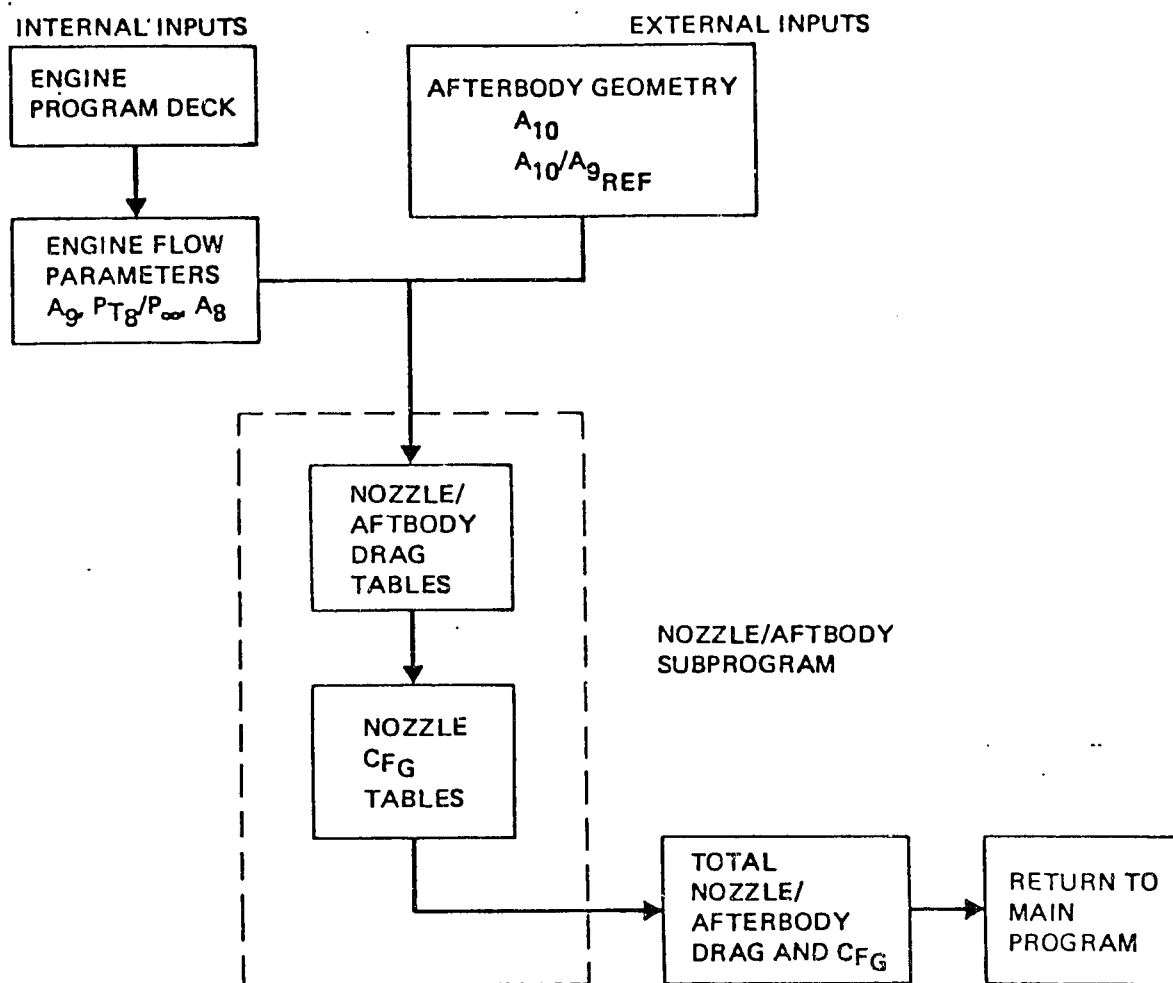 INTERNAL INPUTS
EXTERNAL INPUTS
ENGINE
PROGRAM DECK
AFTERBODY GEOMETRY
A10
A10/A9REF
ENGINE FLOW
PARAMETERS
A9, PT8/P∞, A8
NOZZLE/
AFTBODY
DRAG
TABLES
NOZZLE/AFTBODY
SUBPROGRAM
NOZZLE
CFG
TABLES
TOTAL
NOZZLE/
AFTERBODY
DRAG AND CFG
RETURN TO
MAIN
PROGRAM